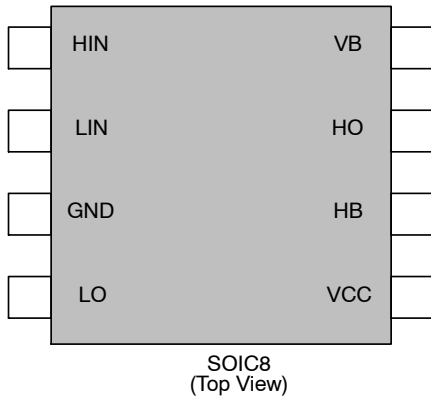 HIN VB
LIN HO
GND HB
LO VCC
SOIC8
(Top View)